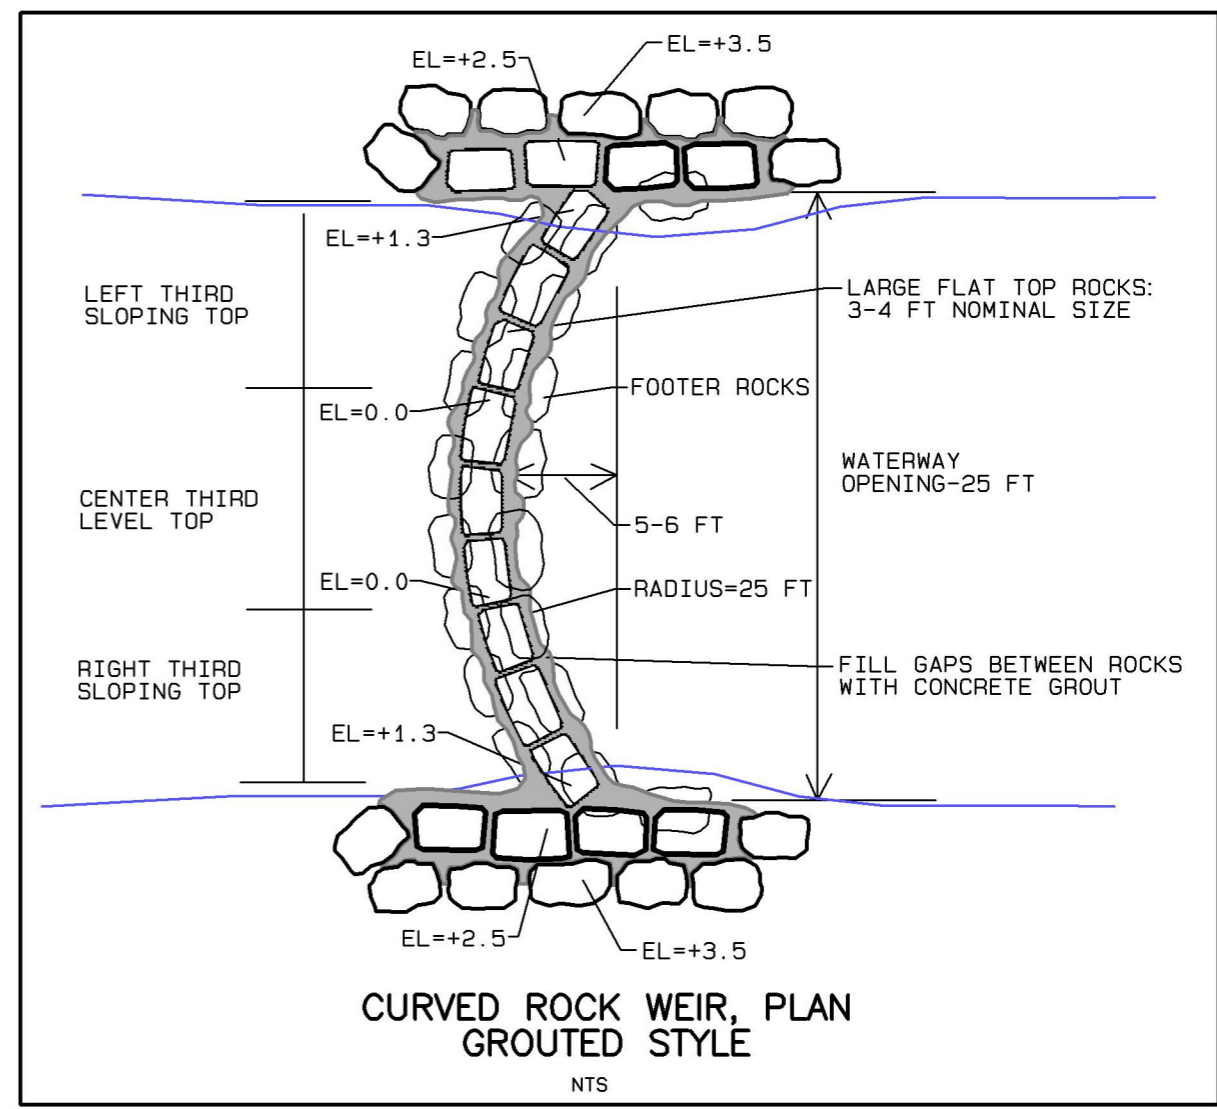 EL=+3.5
EL=+2.5
EL=+1.3
LEFT THIRD
SLOPING TOP
LARGE FLAT TOP ROCKS:
3-4 FT NOMINAL SIZE
FOOTER ROCKS
EL=0.0
WATERWAY
OPENING-25 FT
CENTER THIRD
LEVEL TOP
5-6 FT
EL=0.0
RADIUS=25 FT
RIGHT THIRD
SLOPING TOP
FILL GAPS BETWEEN ROCKS
WITH CONCRETE GROUT
EL=+1.3
EL=+2.5
EL=+3.5
CURVED ROCK WEIR, PLAN
GROUTED STYLE
NTS